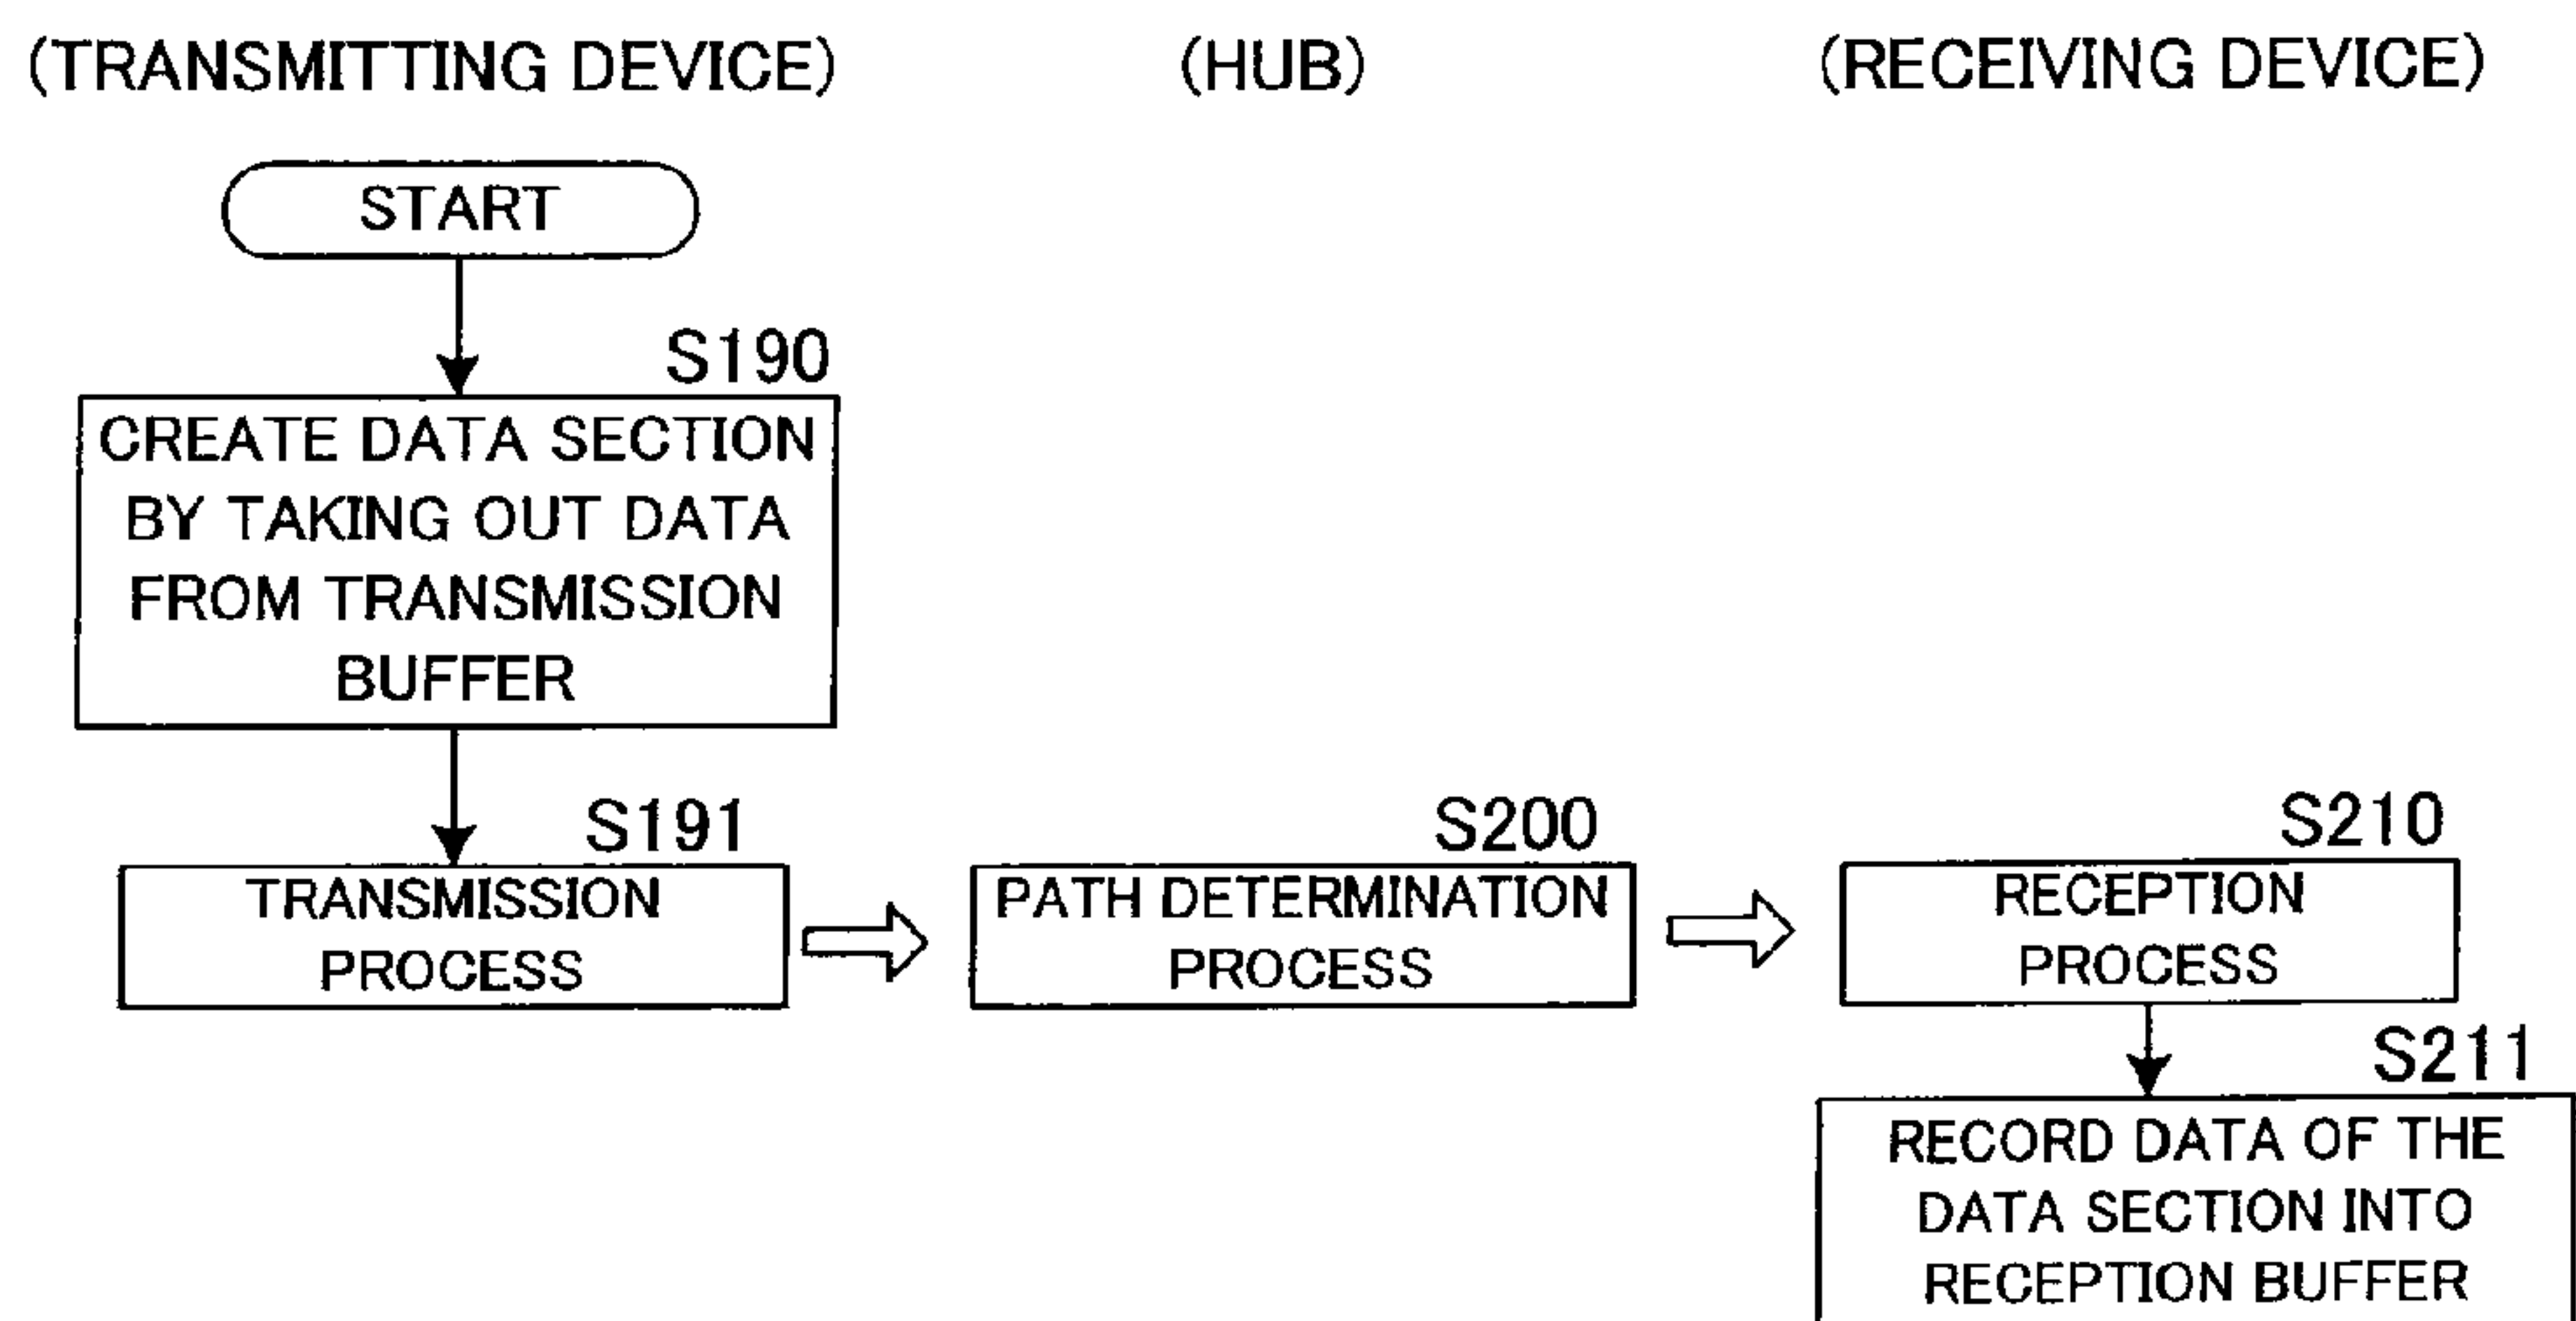 (TRANSMITTING DEVICE)
(HUB)
(RECEIVING DEVICE)
START
S190
CREATE DATA SECTION
BY TAKING OUT DATA
FROM TRANSMISSION
BUFFER
S191
TRANSMISSION
PROCESS
S200
PATH DETERMINATION
PROCESS
S210
RECEPTION
PROCESS
S211
RECORD DATA OF THE
DATA SECTION INTO
RECEPTION BUFFER